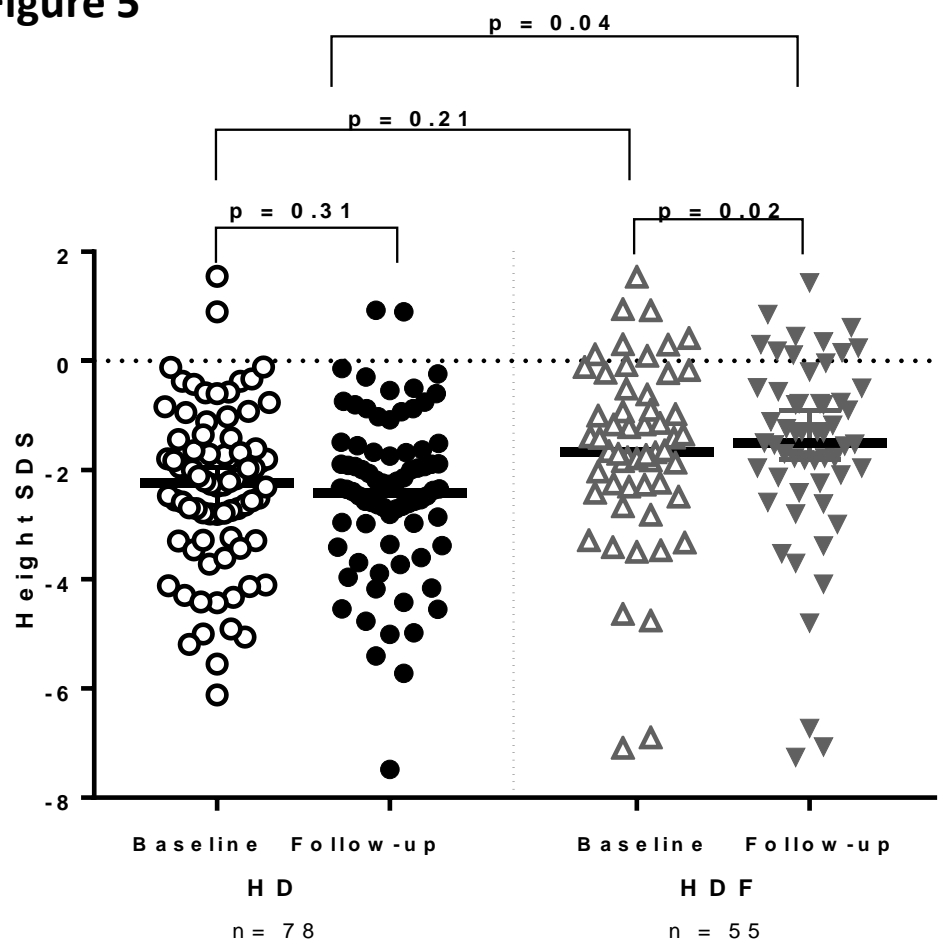 Figure 5
p = 0.04
p = 0.21
p = 0.31
p = 0.02
2
0
-2
-4
-6
-8
Height SDS
Baseline Follow-up Baseline Follow-up
HD HDF
n= 78 n = 55